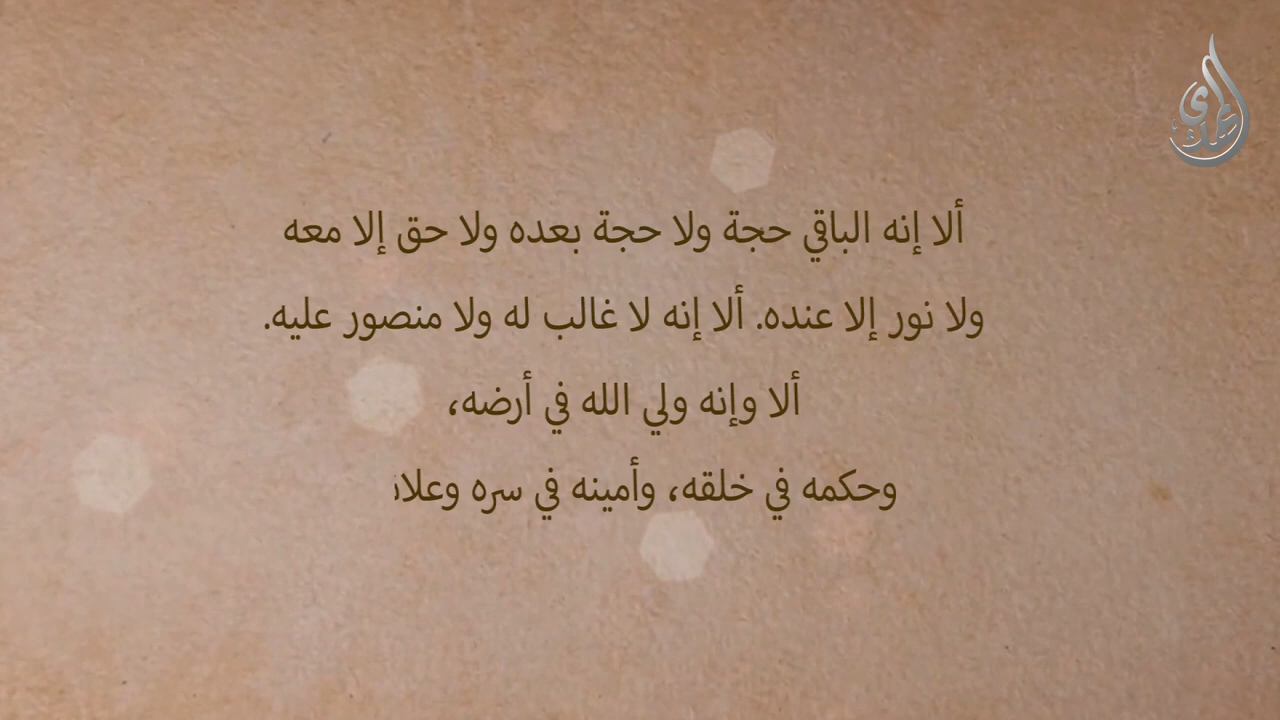 ألا إنه الباقي حجة ولا حجة بعده ولا حق إلا معه
ولا نور إلا عنده. ألا إنه لا غالب له ولا منصور عليه.
ألا وإنه ولي الله في أرضه،
وحكمه في خلقه، وأمينه في سره